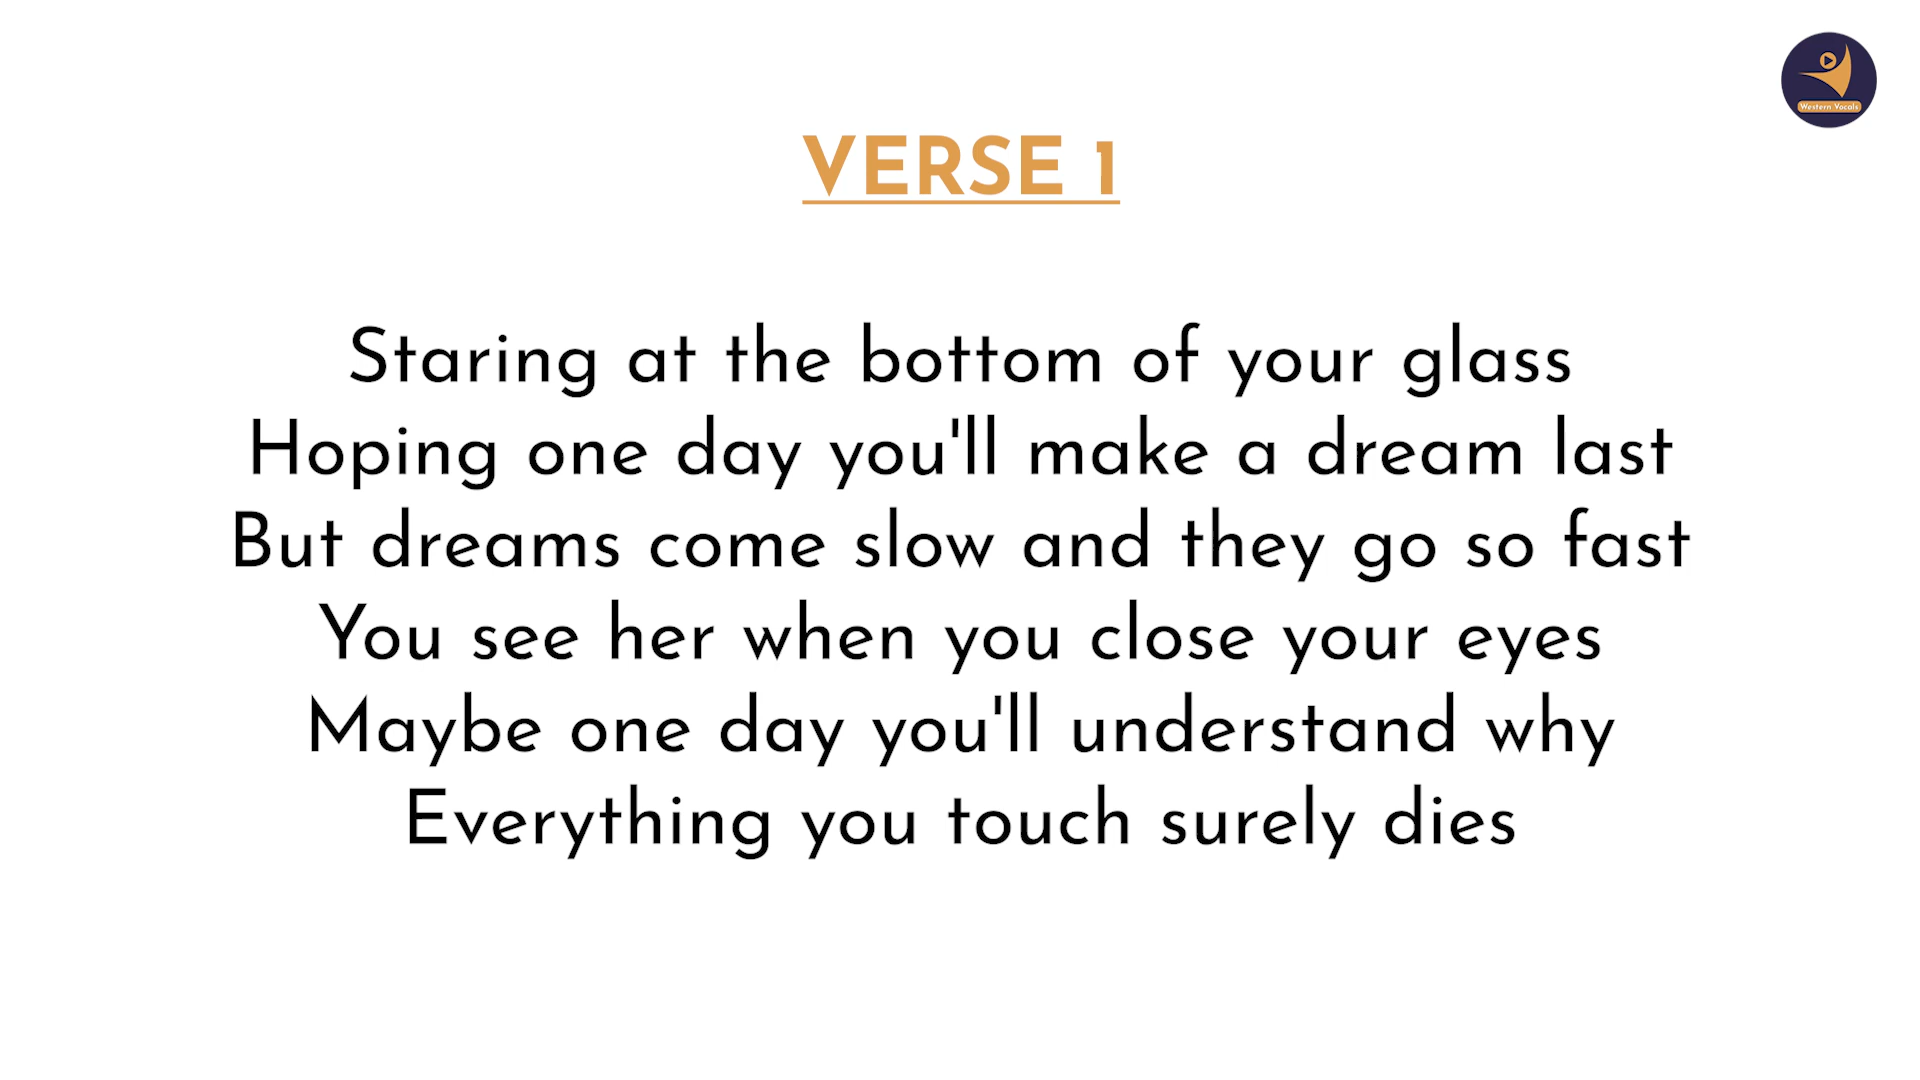 Western Vocals
VERSE 1
Staring at the bottom of your glass
Hoping one day you'll make a dream last
But dreams come slow and they go so fast
You see her when you close your eyes
Maybe one day you'll understand why
Everything you touch surely dies